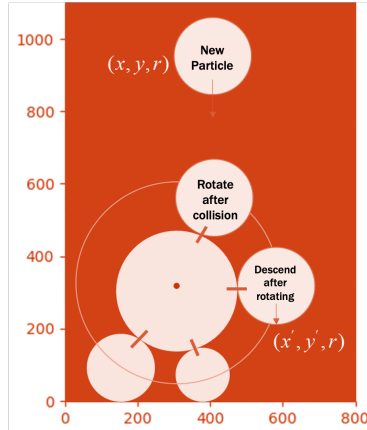 1000
800
600
400
200
0
0 200 400 600 800
New
Particle
(x, y, r)
Rotate
after
collision
Descend
after
rotating
(x', y', r)